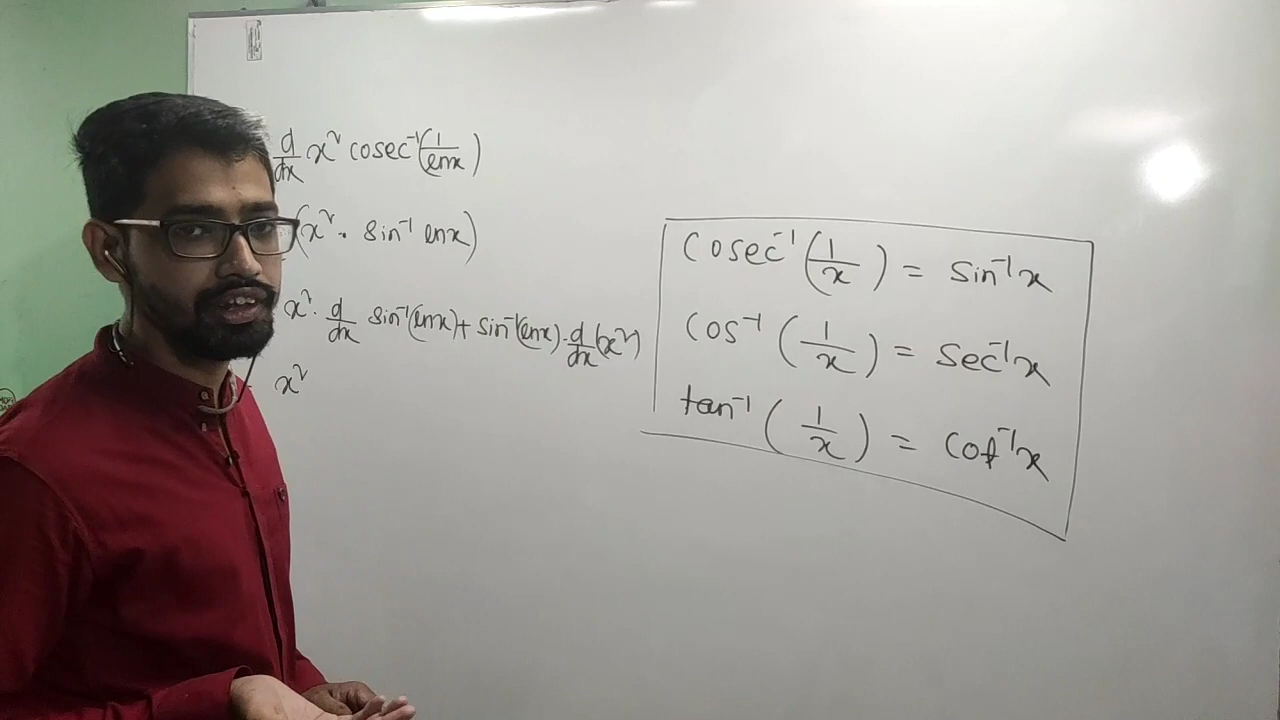 d/dx x² cosec⁻¹(1/lnx)
(x² . sin⁻¹ lnx)
x² . d/dx sin⁻¹(lnx) + sin⁻¹(lnx) . d/dx (x²)
x²
Cosec⁻¹(1/x) = sin⁻¹x
Cos⁻¹(1/x) = sec⁻¹x
tan⁻¹(1/x) = cot⁻¹x